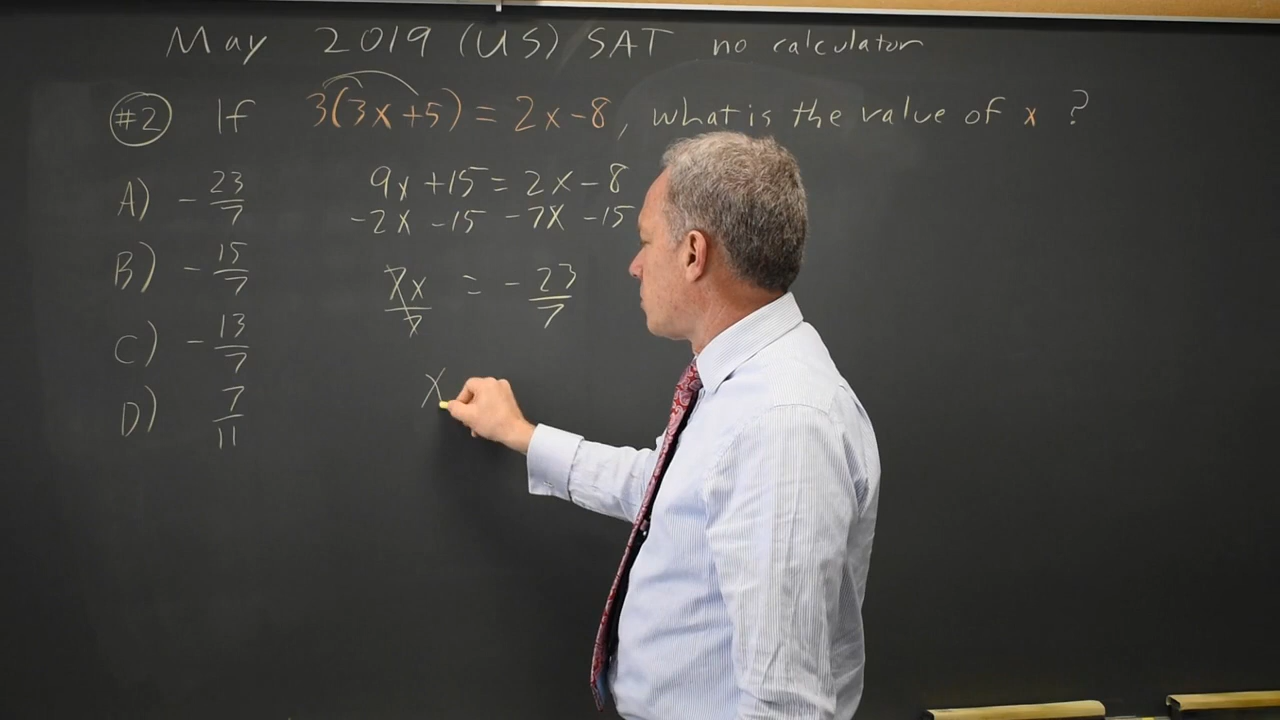 May 2019 (US) SAT no calculator
#2 If 3(3x+5) = 2x-8, what is the value of x ?
A) -23/7
B) -15/7
C) -13/7
D) 7/11
9x +15 = 2x -8
-2x -15 -7x -15
7x/7 = -23/7
x